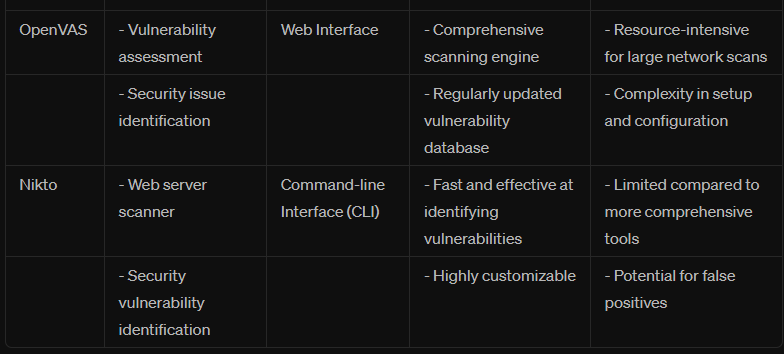 OpenVAS
- Vulnerability
assessment
Web Interface
- Comprehensive
scanning engine
- Resource-intensive
for large network scans
- Security issue
identification
- Regularly updated
vulnerability
database
- Complexity in setup
and configuration
Nikto
- Web server
scanner
Command-line
Interface (CLI)
- Fast and effective at
identifying
vulnerabilities
- Limited compared to
more comprehensive
tools
- Security
vulnerability
identification
- Highly customizable
- Potential for false
positives